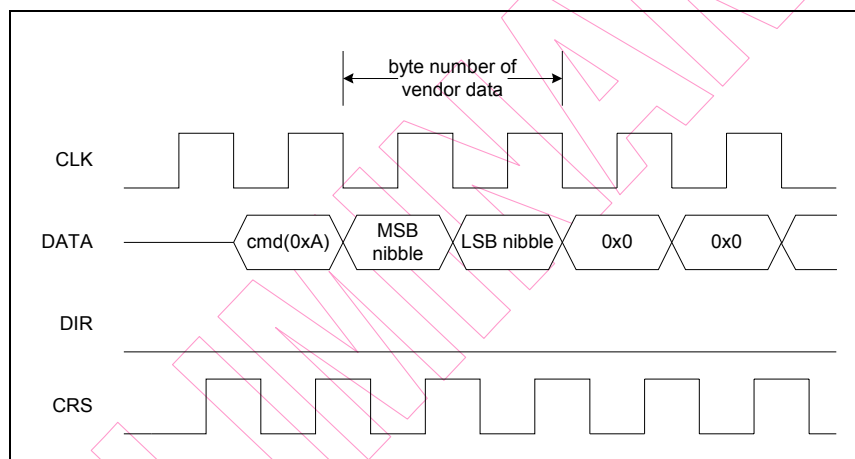 byte number of
vendor data
CLK
DATA
cmd(0xA)
MSB
nibble
LSB nibble
0x0
0x0
DIR
CRS